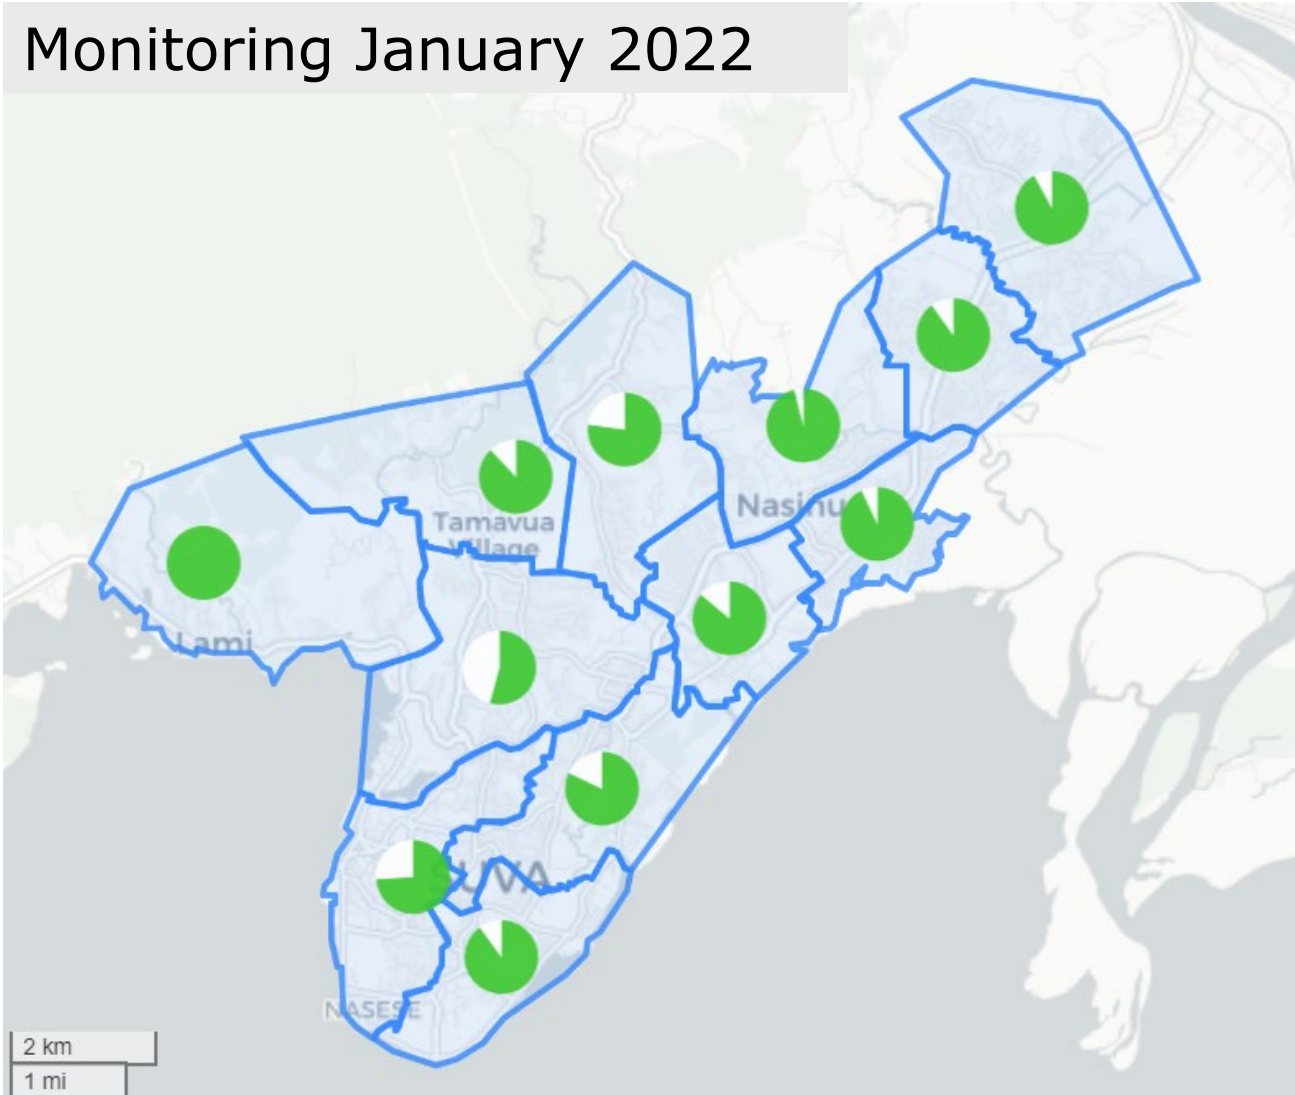 Monitoring January 2022
Nasinu
Tamavua
Village
Lami
SUVA
NASESE
2 km
1 mi